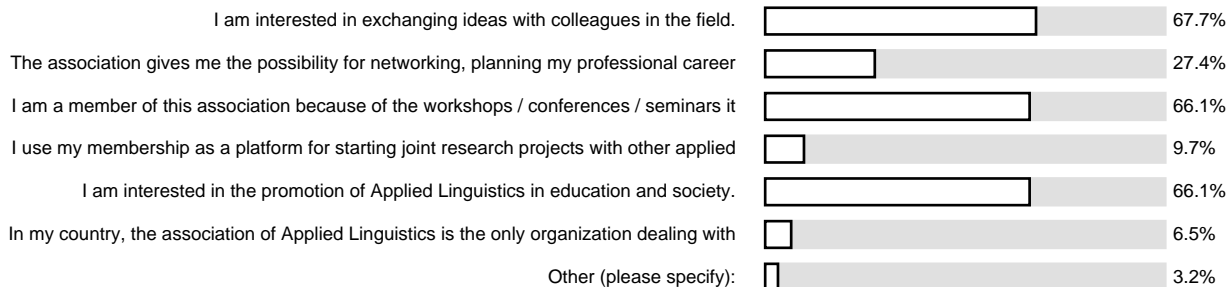 I am interested in exchanging ideas with colleagues in the field. 67.7%
The association gives me the possibility for networking, planning my professional career 27.4%
I am a member of this association because of the workshops / conferences / seminars it 66.1%
I use my membership as a platform for starting joint research projects with other applied 9.7%
I am interested in the promotion of Applied Linguistics in education and society. 66.1%
In my country, the association of Applied Linguistics is the only organization dealing with 6.5%
Other (please specify): 3.2%